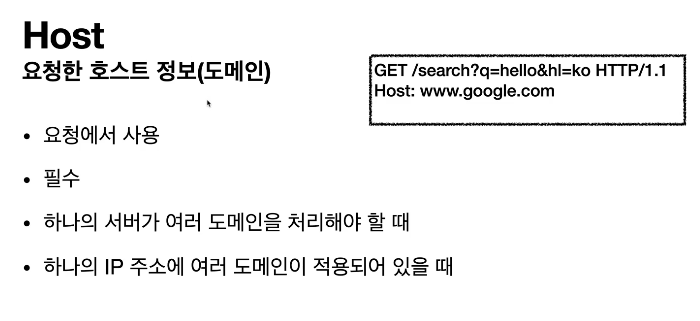 Host
요청한 호스트 정보(도메인)
GET /search?q=hello&hl=ko HTTP/1.1
Host: www.google.com
• 요청에서 사용
• 필수
• 하나의 서버가 여러 도메인을 처리해야 할 때
• 하나의 IP 주소에 여러 도메인이 적용되어 있을 때